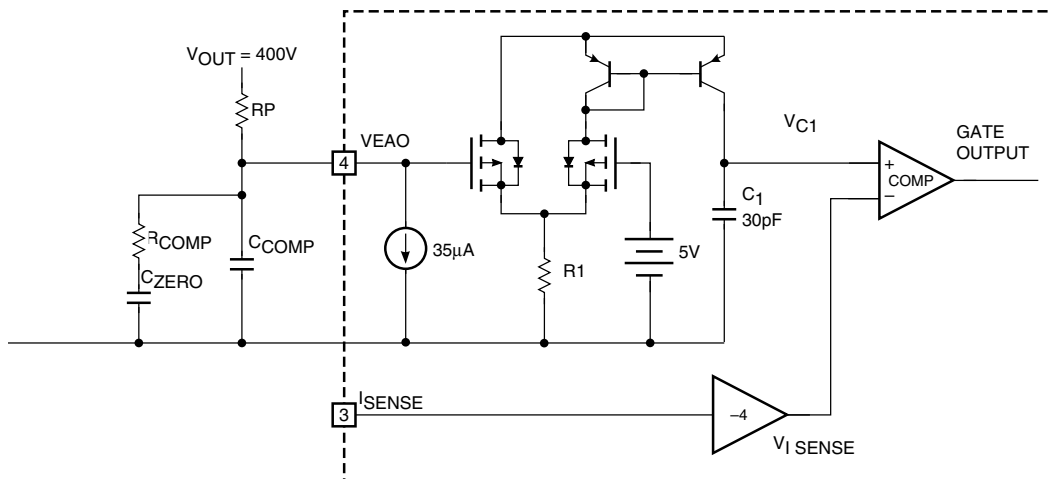 VOUT = 400V
RP
4
VEAO
RCOMP
CCOMP
CZERO
35µA
R1
5V
C1
30pF
VC1
+
COMP
–
GATE
OUTPUT
3
ISENSE
–4
VI SENSE